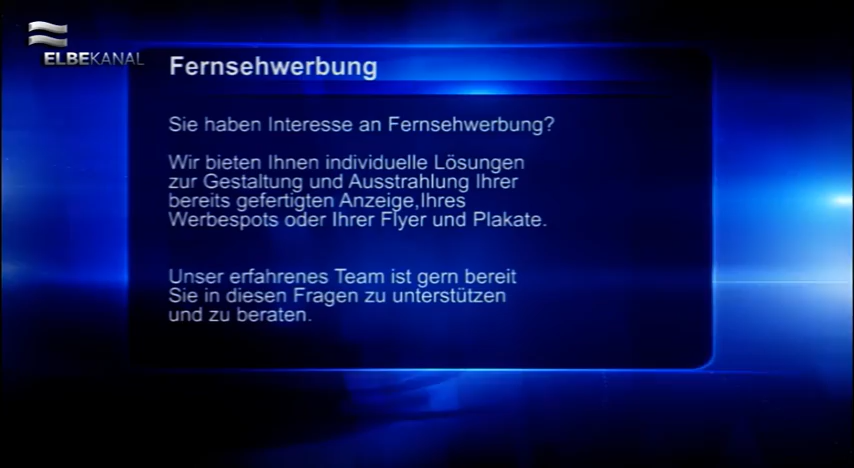 ELBEKANAL
Fernsehwerbung
Sie haben Interesse an Fernsehwerbung?
Wir bieten Ihnen individuelle Lösungen
zur Gestaltung und Ausstrahlung Ihrer
bereits gefertigten Anzeige,Ihres
Werbespots oder Ihrer Flyer und Plakate.
Unser erfahrenes Team ist gern bereit
Sie in diesen Fragen zu unterstützen
und zu beraten.